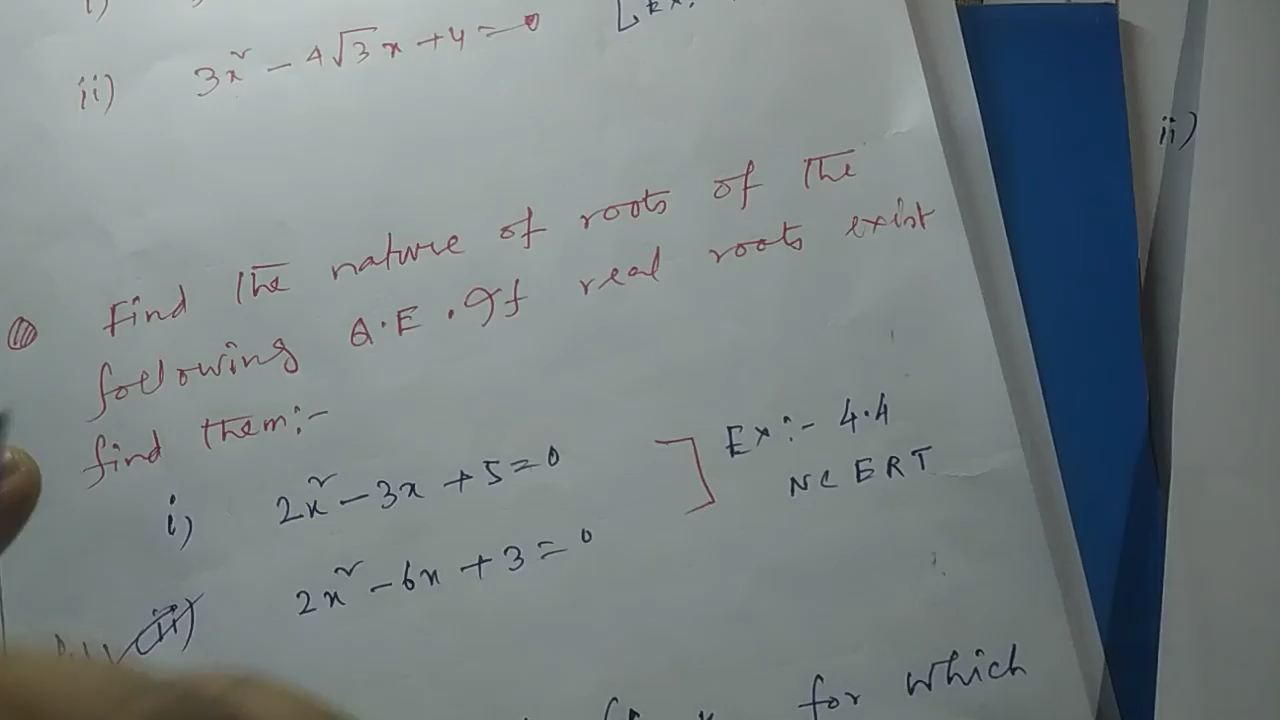 ii) 3x² - 4√3x + 4 = 0
ii)
Find the nature of roots of the
following Q.E. If real roots exist
find them:-
i) 2x² - 3x + 5 = 0
Ex:- 4.4
NCERT
ii) 2x² - 6x + 3 = 0
for which